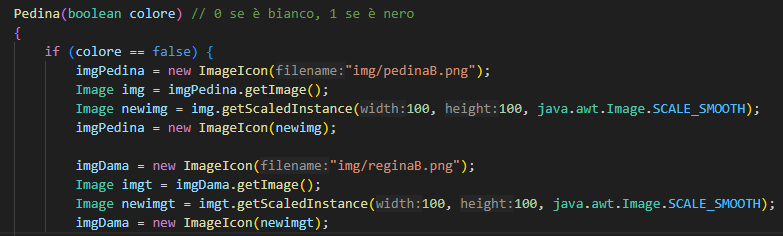 Pedina(boolean colore) // 0 se è bianco, 1 se è nero
{
if (colore == false) {
imgPedina = new ImageIcon(filename:"img/pedinaB.png");
Image img = imgPedina.getImage();
Image newimg = img.getScaledInstance(width:100, height:100, java.awt.Image.SCALE_SMOOTH);
imgPedina = new ImageIcon(newimg);
imgDama = new ImageIcon(filename:"img/reginaB.png");
Image imgt = imgDama.getImage();
Image newimgt = imgt.getScaledInstance(width:100, height:100, java.awt.Image.SCALE_SMOOTH);
imgDama = new ImageIcon(newimgt);